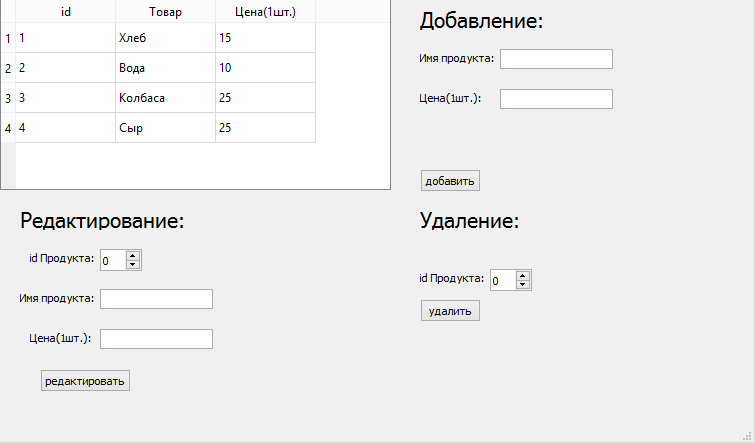 id Товар Цена(1шт.)
1 1 Хлеб 15
2 2 Вода 10
3 3 Колбаса 25
4 4 Сыр 25
Добавление:
Имя продукта:
Цена(1шт.):
добавить
Редактирование:
id Продукта: 0
Имя продукта:
Цена(1шт.):
редактировать
Удаление:
id Продукта: 0
удалить